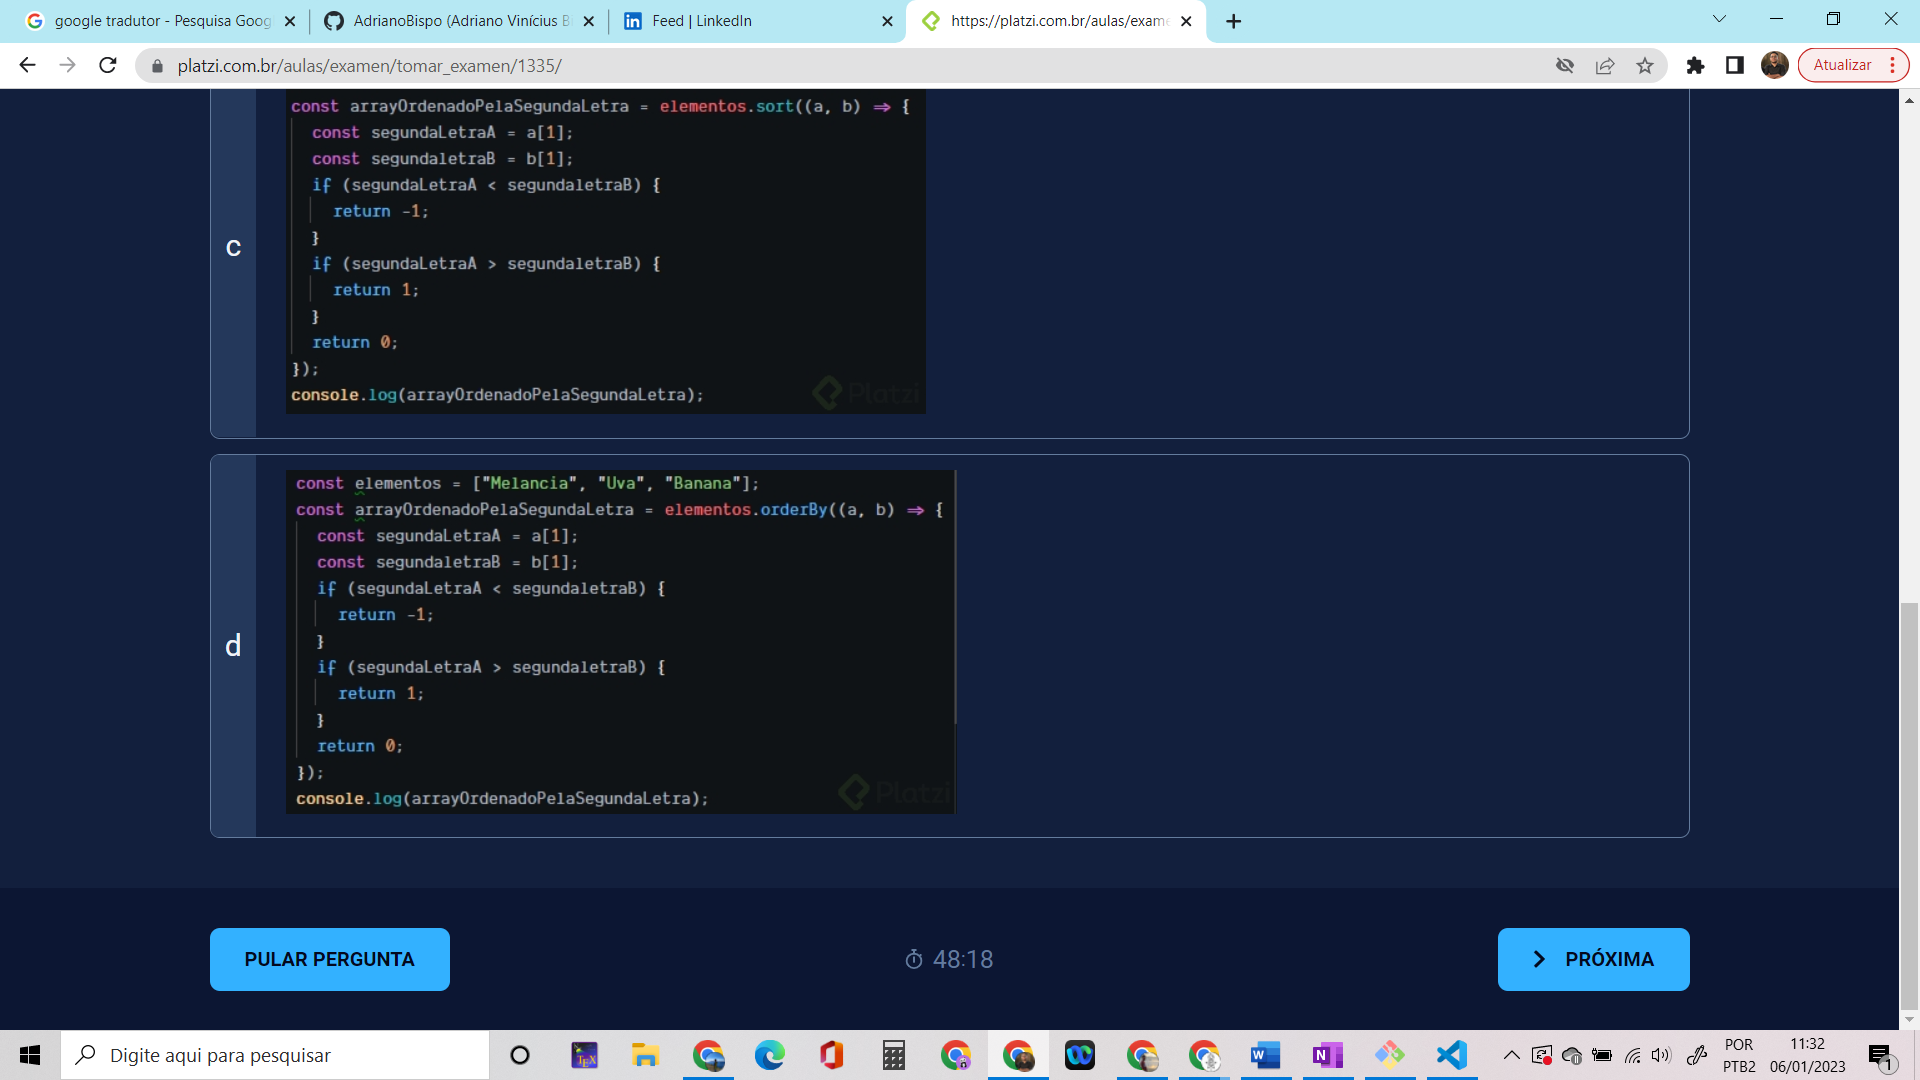 google tradutor - Pesquisa Goog
AdrianoBispo (Adriano Vinícius B
Feed | LinkedIn
https://platzi.com.br/aulas/exame
platzi.com.br/aulas/examen/tomar_examen/1335/
Atualizar
c
const arrayOrdenadoPelaSegundaLetra = elementos.sort((a, b) ⇒ {
const segundaLetraA = a[1];
const segundaletraB = b[1];
if (segundaLetraA < segundaletraB) {
return -1;
}
if (segundaLetraA > segundaletraB) {
return 1;
}
return 0;
});
console.log(arrayOrdenadoPelaSegundaLetra);
Platzi
d
const elementos = ["Melancia", "Uva", "Banana"];
const arrayOrdenadoPelaSegundaLetra = elementos.orderBy((a, b) ⇒ {
const segundaLetraA = a[1];
const segundaletraB = b[1];
if (segundaLetraA < segundaletraB) {
return -1;
}
if (segundaLetraA > segundaletraB) {
return 1;
}
return 0;
});
console.log(arrayOrdenadoPelaSegundaLetra);
Platzi
PULAR PERGUNTA
48:18
PRÓXIMA
Digite aqui para pesquisar
POR
PTB2
11:32
06/01/2023
1